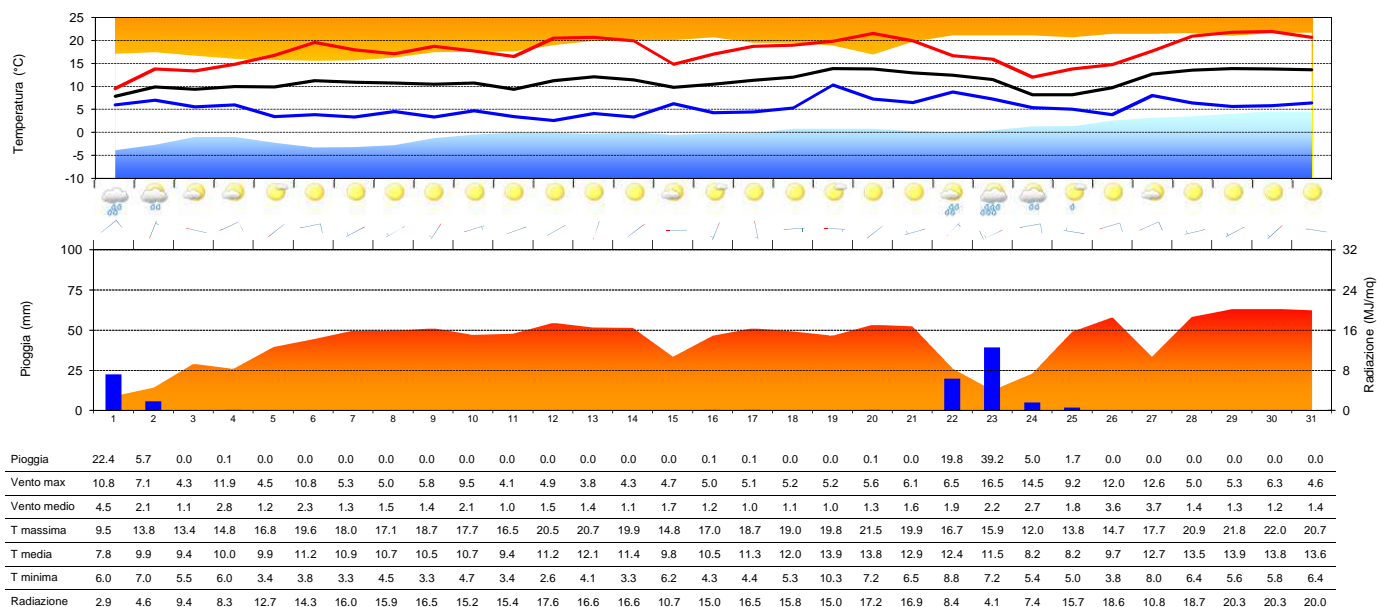 Temperatura (°C)
25
20
15
10
5
0
-5
-10
Pioggia (mm)
100
75
50
25
0
Radiazione (MJ/mq)
32
24
16
8
0
1 2 3 4 5 6 7 8 9 10 11 12 13 14 15 16 17 18 19 20 21 22 23 24 25 26 27 28 29 30 31
Pioggia 22.4 5.7 0.0 0.1 0.0 0.0 0.0 0.0 0.0 0.0 0.0 0.0 0.0 0.0 0.0 0.1 0.1 0.0 0.0 0.1 0.0 19.8 39.2 5.0 1.7 0.0 0.0 0.0 0.0 0.0 0.0
Vento max 10.8 7.1 4.3 11.9 4.5 10.8 5.3 5.0 5.8 9.5 4.1 4.9 3.8 4.3 4.7 5.0 5.1 5.2 5.2 5.6 6.1 6.5 16.5 14.5 9.2 12.0 12.6 5.0 5.3 6.3 4.6
Vento medio 4.5 2.1 1.1 2.8 1.2 2.3 1.3 1.5 1.4 2.1 1.0 1.5 1.4 1.1 1.7 1.2 1.0 1.1 1.0 1.3 1.6 1.9 2.2 2.7 1.8 3.6 3.7 1.4 1.3 1.2 1.4
T massima 9.5 13.8 13.4 14.8 16.8 19.6 18.0 17.1 18.7 17.7 16.5 20.5 20.7 19.9 14.8 17.0 18.7 19.0 19.8 21.5 19.9 16.7 15.9 12.0 13.8 14.7 17.7 20.9 21.8 22.0 20.7
T media 7.8 9.9 9.4 10.0 9.9 11.2 10.9 10.7 10.5 10.7 9.4 11.2 12.1 11.4 9.8 10.5 11.3 12.0 13.9 13.8 12.9 12.4 11.5 8.2 8.2 9.7 12.7 13.5 13.9 13.8 13.6
T minima 6.0 7.0 5.5 6.0 3.4 3.8 3.3 4.5 3.3 4.7 3.4 2.6 4.1 3.3 6.2 4.3 4.4 5.3 10.3 7.2 6.5 8.8 7.2 5.4 5.0 3.8 8.0 6.4 5.6 5.8 6.4
Radiazione 2.9 4.6 9.4 8.3 12.7 14.3 16.0 15.9 16.5 15.2 15.4 17.6 16.6 16.6 10.7 15.0 16.5 15.8 15.0 17.2 16.9 8.4 4.1 7.4 15.7 18.6 10.8 18.7 20.3 20.3 20.0